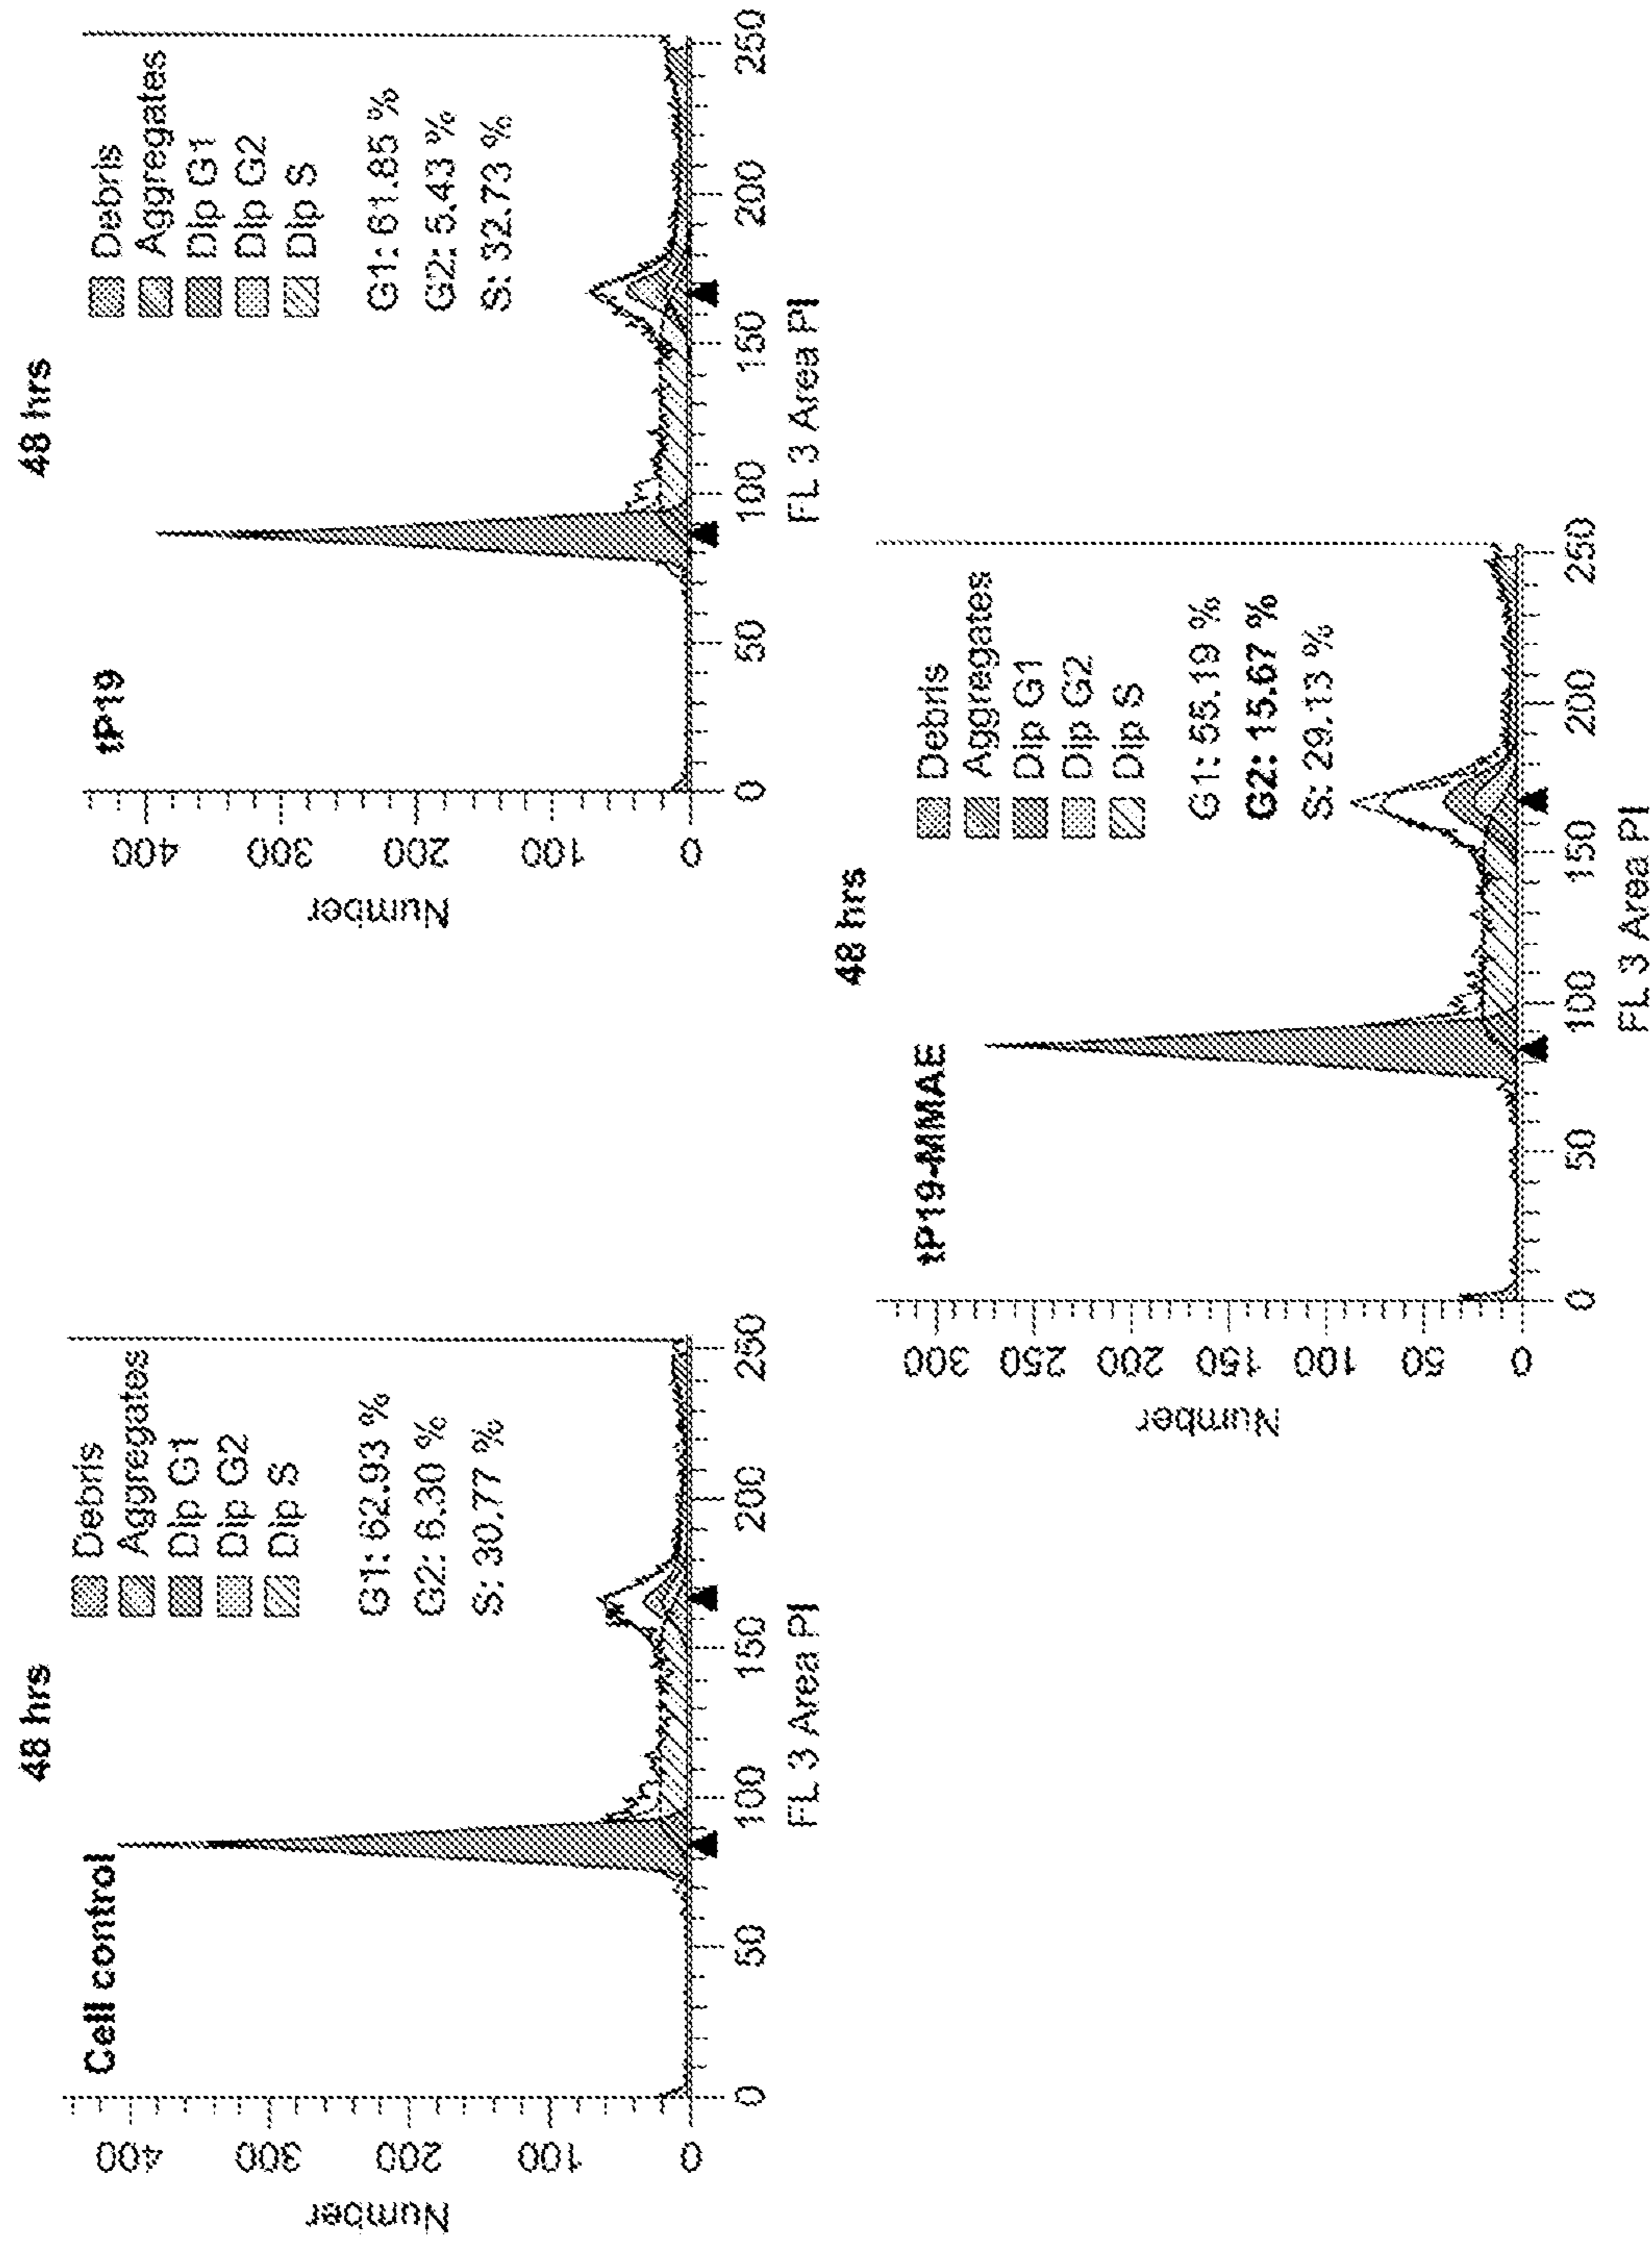 48 hrs
Cell control
Number
400
300
200
100
0
Debris
Aggregates
Dip G1
Dip G2
Dip S
G1: 62.93 %
G2: 6.30 %
S: 30.77 %
0 50 100 150 200 250
FL 3 Area PI
48 hrs
tP19
Number
400
300
200
100
0
Debris
Aggregates
Dip G1
Dip G2
Dip S
G1: 61.85 %
G2: 5.43 %
S: 32.73 %
0 50 100 150 200 250
FL 3 Area PI
48 hrs
tP19-MMAE
Number
300
250
200
150
100
50
0
Debris
Aggregates
Dip G1
Dip G2
Dip S
G1: 55.19 %
G2: 15.67 %
S: 29.13 %
0 50 100 150 200 250
FL 3 Area PI